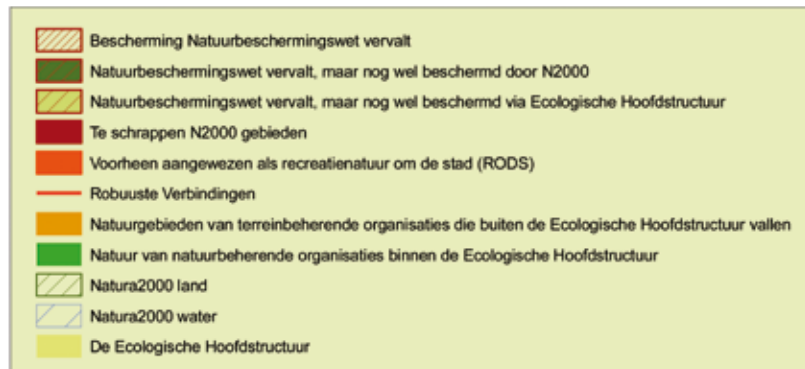 Bescherming Natuurbeschermingswet vervalt
Natuurbeschermingswet vervalt, maar nog wel beschermd door N2000
Natuurbeschermingswet vervalt, maar nog wel beschermd via Ecologische Hoofdstructuur
Te schrappen N2000 gebieden
Voorheen aangewezen als recreatienatuur om de stad (RODS)
Robuuste Verbindingen
Natuurgebieden van terreinbeherende organisaties die buiten de Ecologische Hoofdstructuur vallen
Natuur van natuurbeherende organisaties binnen de Ecologische Hoofdstructuur
Natura2000 land
Natura2000 water
De Ecologische Hoofdstructuur